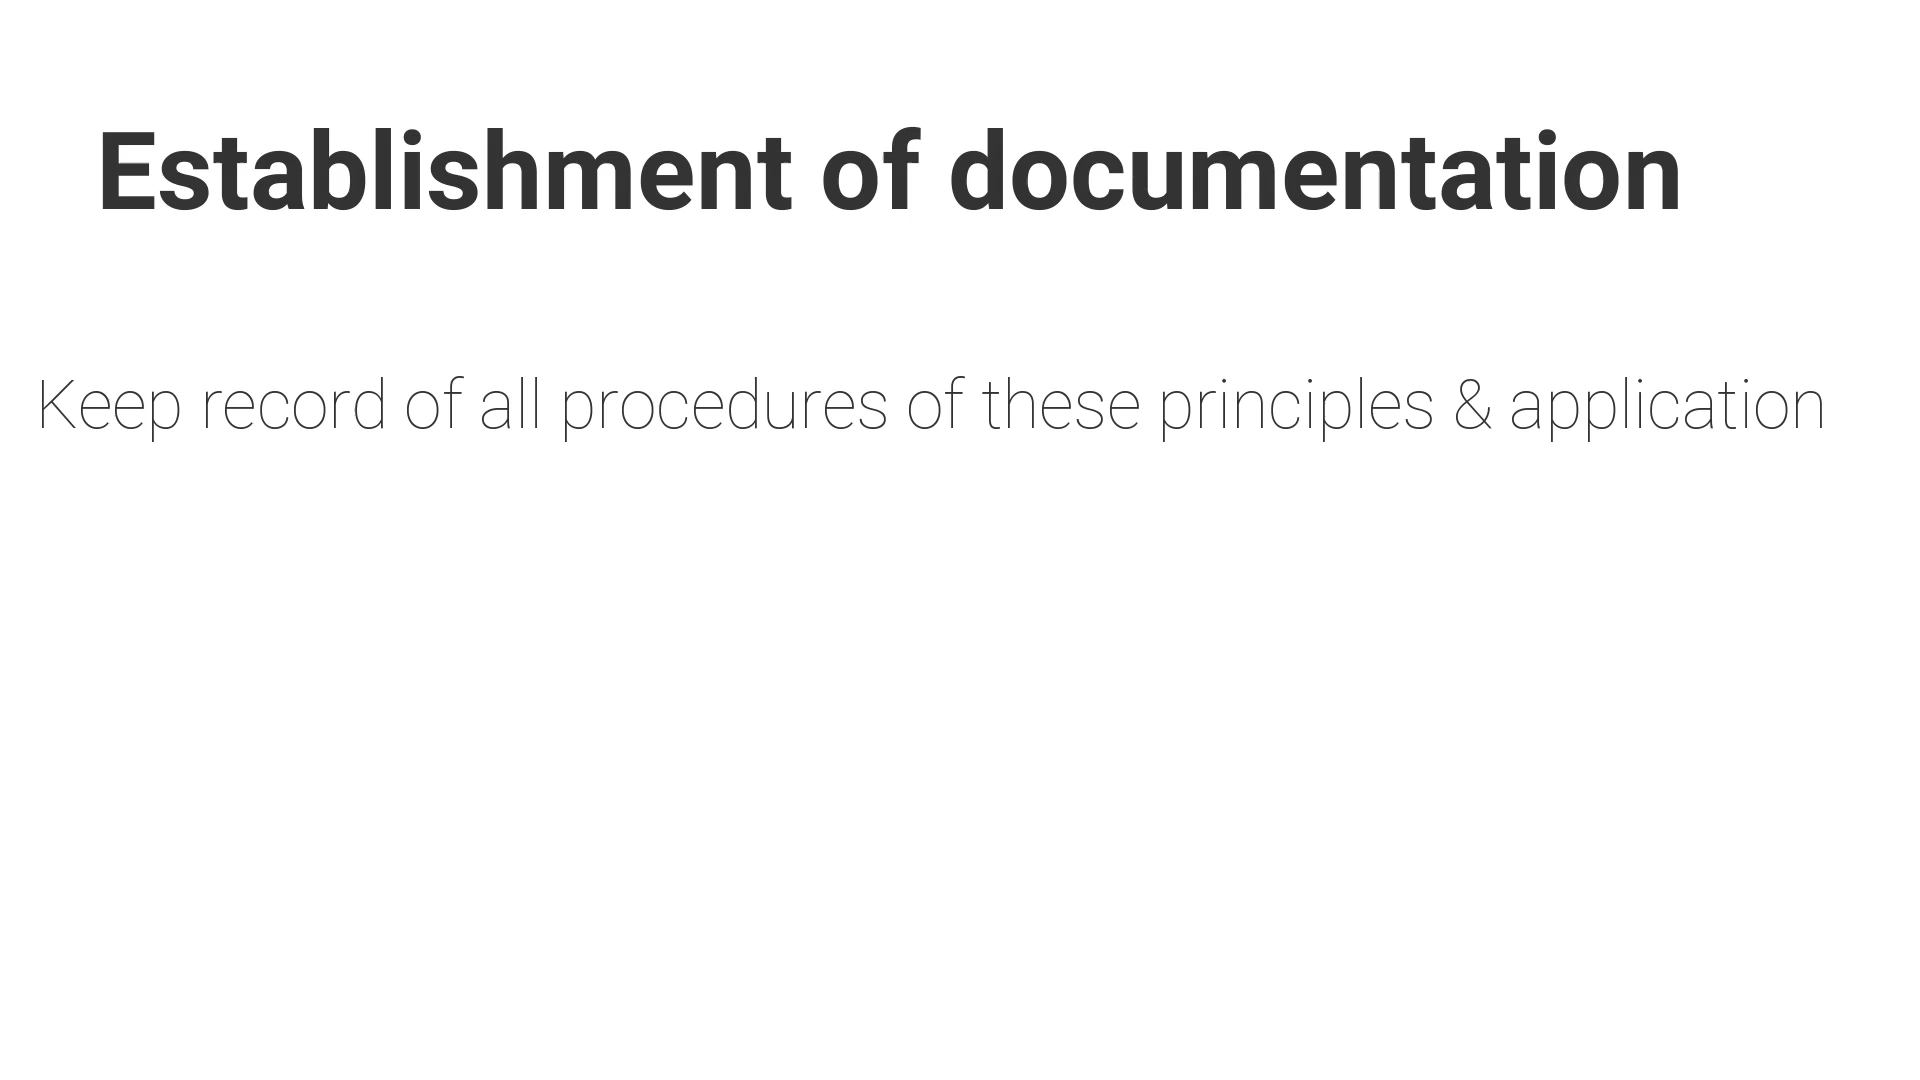 Establishment of documentation
Keep record of all procedures of these principles & application